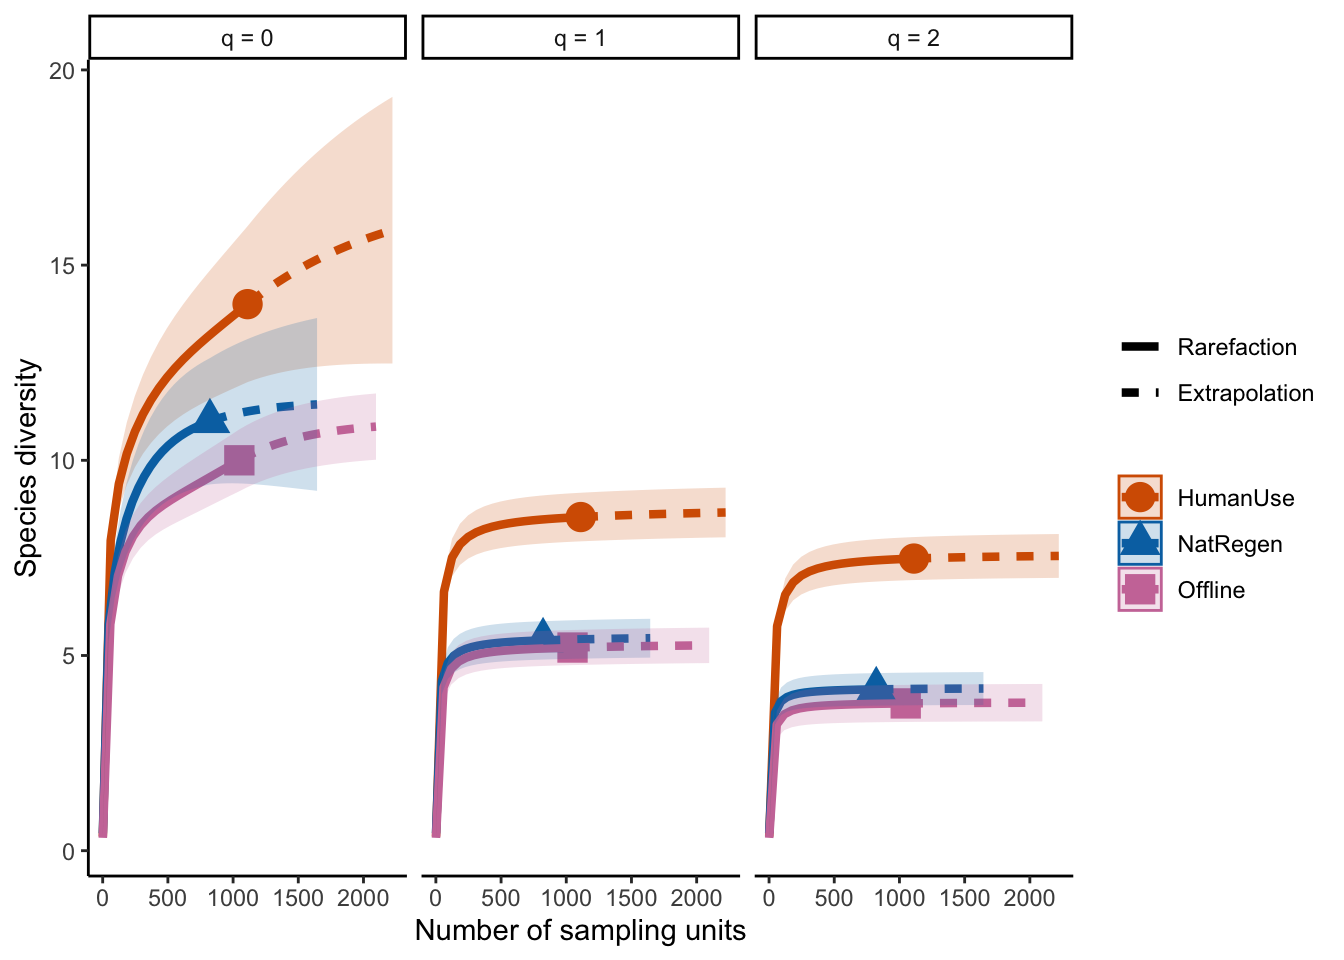 q = 0
q = 1
q = 2
20
15
10
5
0
Species diversity
0 500 1000 1500 2000
0 500 1000 1500 2000
0 500 1000 1500 2000
Number of sampling units
Rarefaction
Extrapolation
HumanUse
NatRegen
Offline